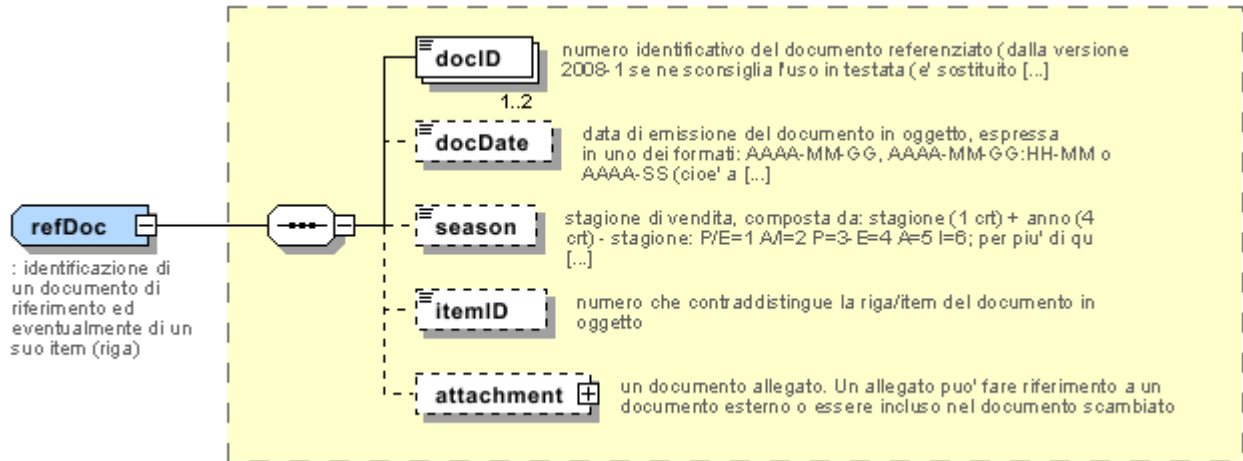 docID
numero identificativo del documento referenziato (dalla versione
2008-1 se ne sconsiglia l'uso in testata (e' sostituito [...]
1..2
docDate
data di emissione del documento in oggetto, espressa
in uno dei formati: AAAA-MM-GG, AAAA-MM-GG:HH-MM o
AAAA-SS (cioe' a [...]
refDoc
: identificazione di
un documento di
riferimento ed
eventualmente di un
suo item (riga)
season
stagione di vendita, composta da: stagione (1 crt) + anno (4
crt) - stagione: P/E=1 A/I=2 P=3- E=4 A=5 I=6; per piu' di qu
[...]
itemID
numero che contraddistingue la riga/item del documento in
oggetto
attachment
un documento allegato. Un allegato puo' fare riferimento a un
documento esterno o essere incluso nel documento scambiato